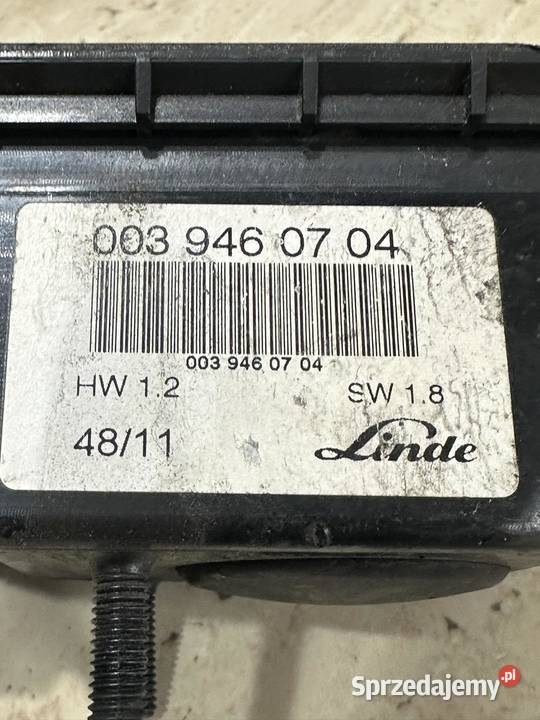 003 946 07 04
003 946 07 04
HW 1.2 SW 1.8
48/11 Linde
Sprzedajemy.pl